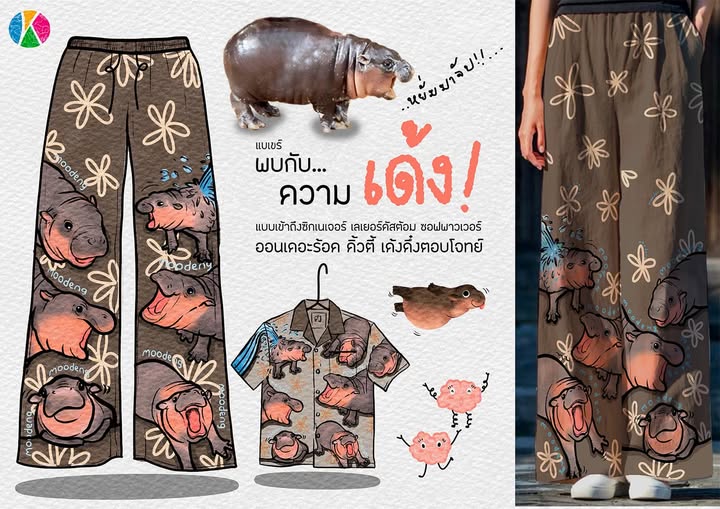 ..หยั่มมาจับ!!....
แบเขร์
พบกับ...
ความ เด้ง!
แบบเข้าถึงซิกเนเจอร์ เลเยอร์คัสต้อม ซอฟพาวเวอร์
ออนเดอะร้อค คิ้วตี้ เด้งดึ๋งตอบโจทย์
moodeng
moodeng
Moodeng
moodeng
moodeng
moodeng
moodeng